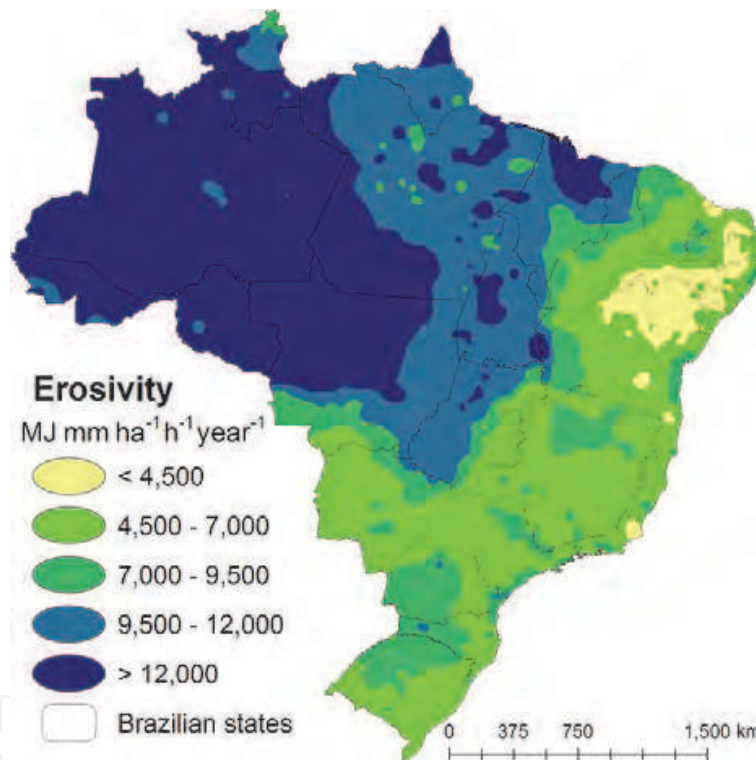 Erosivity
MJ mm ha⁻¹ h⁻¹ year⁻¹
< 4,500
4,500 - 7,000
7,000 - 9,500
9,500 - 12,000
> 12,000
Brazilian states
0 375 750 1,500 km